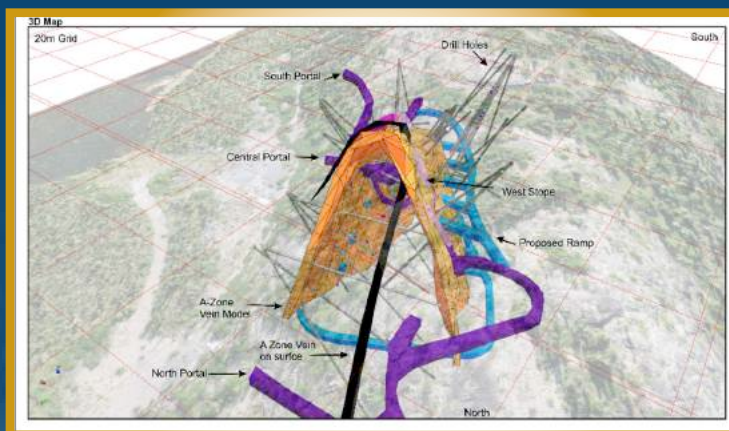 3D Map
20m Grid
South
Drill Holes
South Portal
Central Portal
West Stope
Proposed Ramp
A-Zone
Vein Model
A Zone Vein
on surfce
North Portal
North